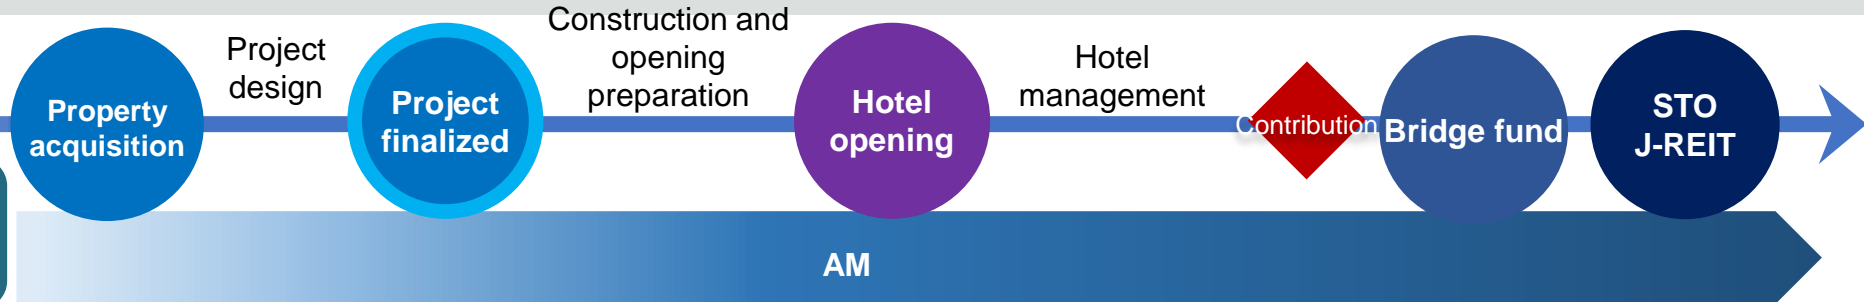 Property
acquisition
Project
design
Project
finalized
Construction and
opening
preparation
Hotel
opening
Hotel
management
Contribution
Bridge fund
STO
J-REIT
AM